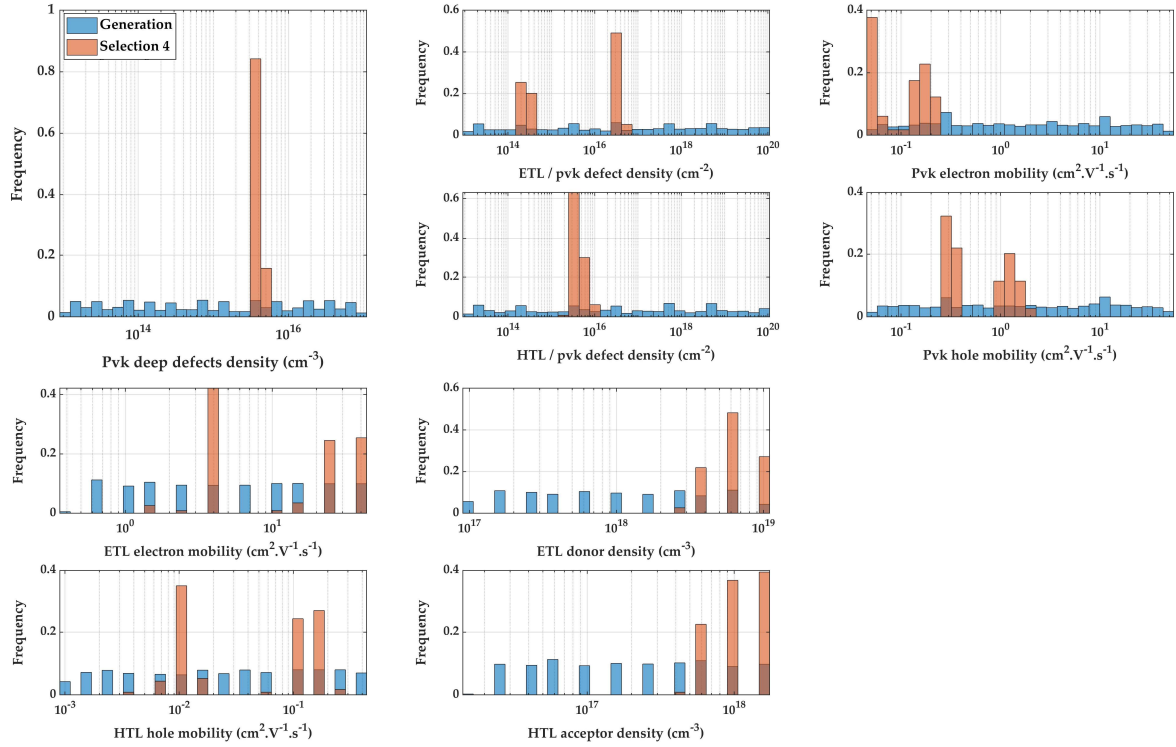 Generation
Selection 4
Frequency
1
0.8
0.6
0.4
0.2
0
10^14
10^16
Pvk deep defects density (cm^-3)
Frequency
0.6
0.4
0.2
0
10^14
10^16
10^18
10^20
ETL / pvk defect density (cm^-2)
Frequency
0.6
0.4
0.2
0
10^14
10^16
10^18
10^20
HTL / pvk defect density (cm^-2)
Frequency
0.4
0.2
0
10^-1
10^0
10^1
Pvk electron mobility (cm^2.V^-1.s^-1)
Frequency
0.4
0.2
0
10^-1
10^0
10^1
Pvk hole mobility (cm^2.V^-1.s^-1)
Frequency
0.4
0.2
0
10^0
10^1
ETL electron mobility (cm^2.V^-1.s^-1)
Frequency
0.6
0.4
0.2
0
10^17
10^18
10^19
ETL donor density (cm^-3)
Frequency
0.4
0.2
0
10^-3
10^-2
10^-1
HTL hole mobility (cm^2.V^-1.s^-1)
Frequency
0.4
0.2
0
10^17
10^18
HTL acceptor density (cm^-3)